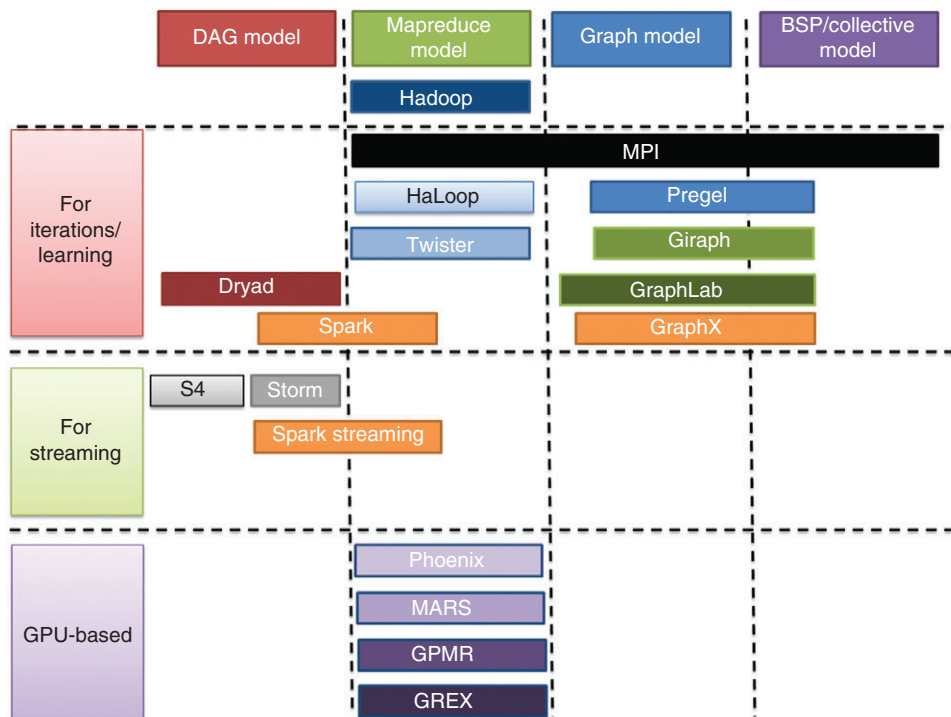 DAG model
Mapreduce
model
Graph model
BSP/collective
model
Hadoop
For
iterations/
learning
MPI
HaLoop
Pregel
Twister
Giraph
Dryad
GraphLab
Spark
GraphX
For
streaming
S4
Storm
Spark streaming
GPU-based
Phoenix
MARS
GPMR
GREX